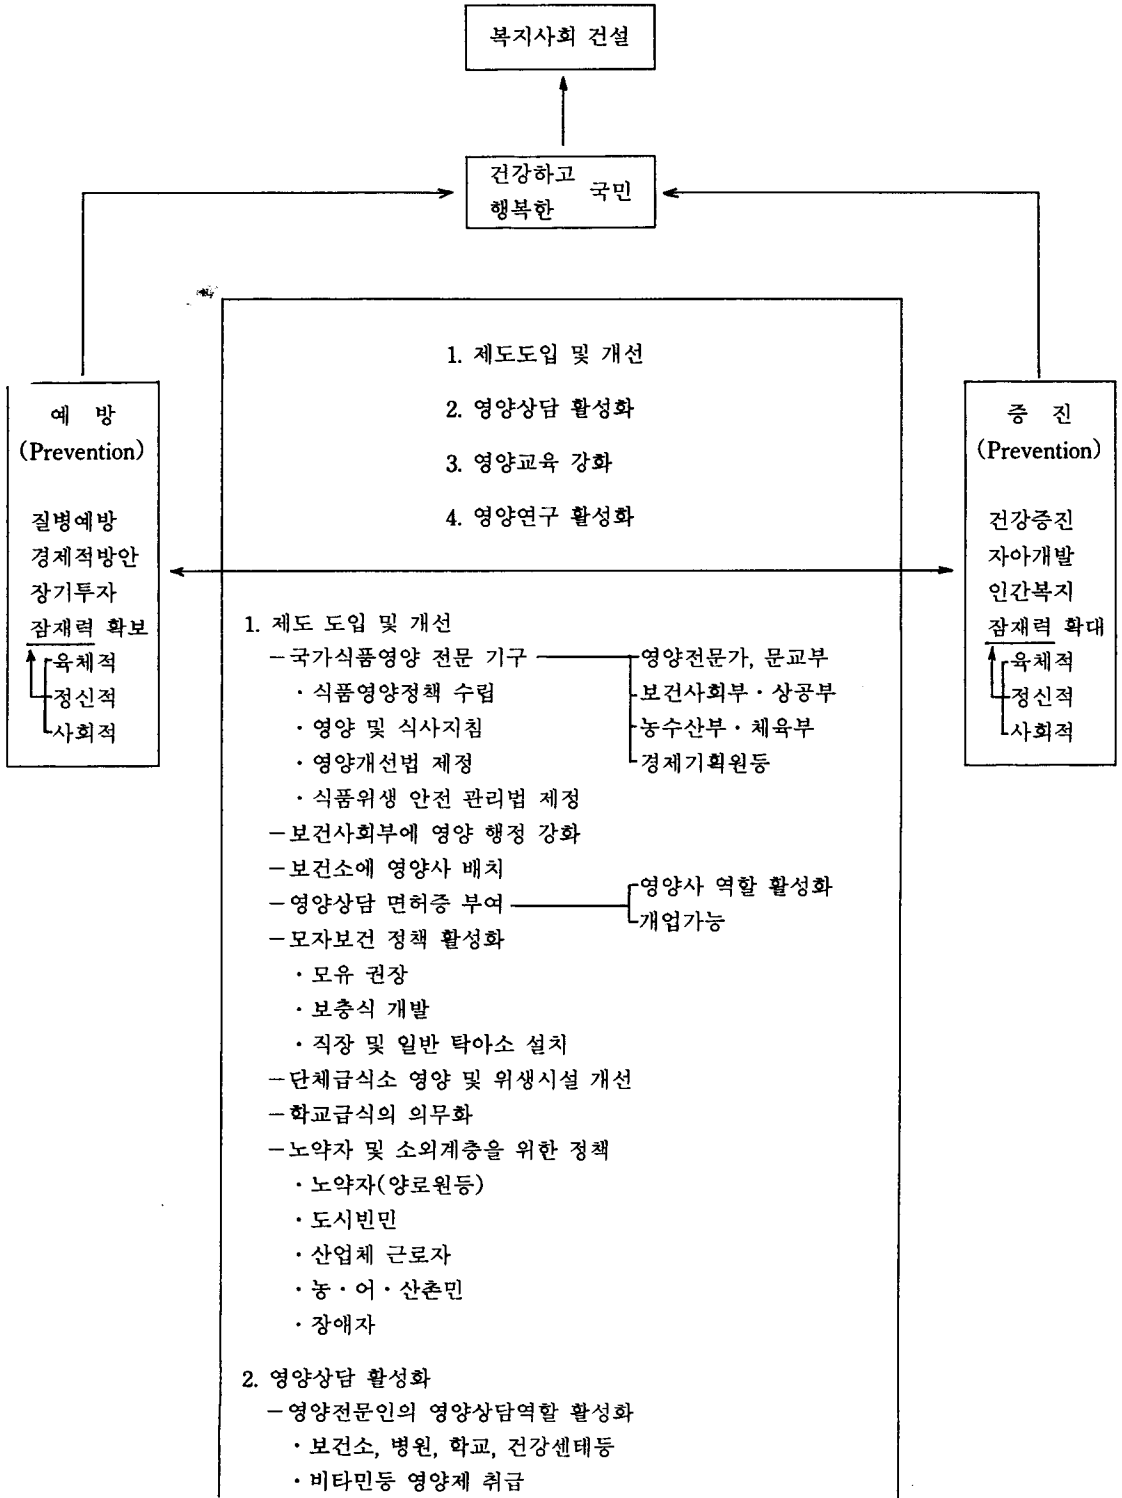 복지사회 건설
건강하고
행복한 국민
1. 제도도입 및 개선
2. 영양상담 활성화
3. 영양교육 강화
4. 영양연구 활성화
예 방
(Prevention)
질병예방
경제적방안
장기투자
잠재력 확보
육체적
정신적
사회적
증 진
(Prevention)
건강증진
자아개발
인간복지
잠재력 확대
육체적
정신적
사회적
1. 제도 도입 및 개선
－국가식품영양 전문 기구
영양전문가, 문교부
보건사회부·상공부
농수산부·체육부
경제기획원등
·식품영양정책 수립
·영양 및 식사지침
·영양개선법 제정
·식품위생 안전 관리법 제정
－보건사회부에 영양 행정 강화
－보건소에 영양사 배치
－영양상담 면허증 부여
영양사 역할 활성화
개업가능
－모자보건 정책 활성화
·모유 권장
·보충식 개발
·직장 및 일반 탁아소 설치
－단체급식소 영양 및 위생시설 개선
－학교급식의 의무화
－노약자 및 소외계층을 위한 정책
·노약자(양로원등)
·도시빈민
·산업체 근로자
·농·어·산촌민
·장애자
2. 영양상담 활성화
－영양전문인의 영양상담역할 활성화
·보건소, 병원, 학교, 건강센태등
·비타민등 영양제 취급